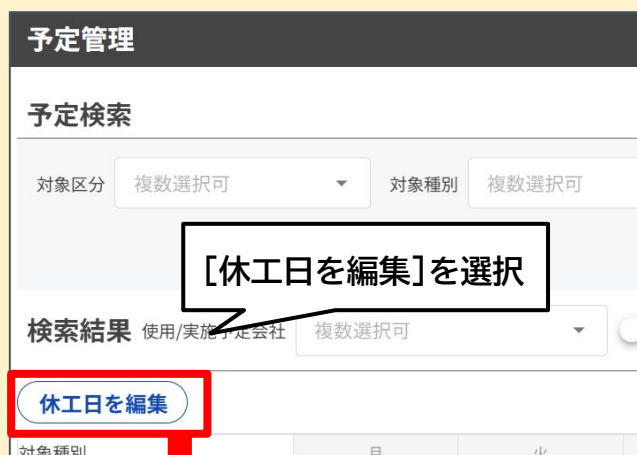 予定管理
予定検索
対象区分 複数選択可 対象種別 複数選択可
[休工日を編集]を選択
検索結果 使用/実施予定会社 複数選択可
休工日を編集
対象種別 月 火